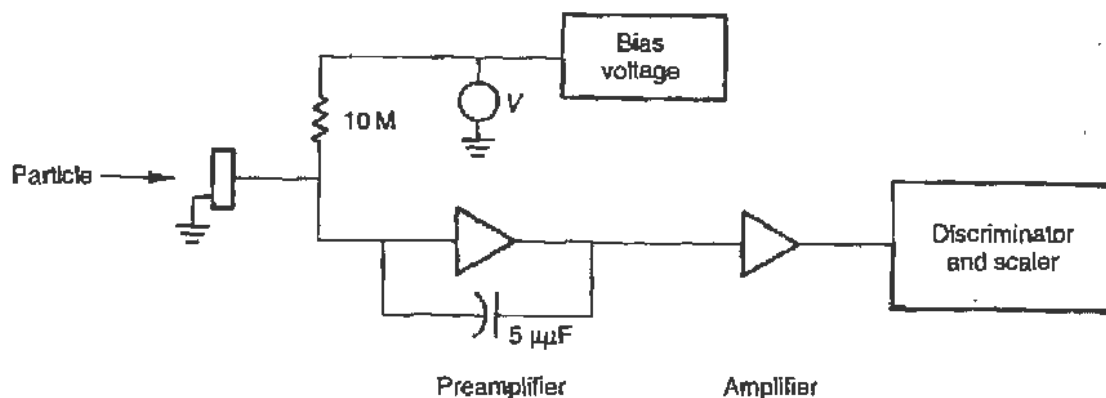 Bias
voltage
V
10 M
Particle
Discriminator
and scaler
5 μμF
Preamplifier
Amplifier